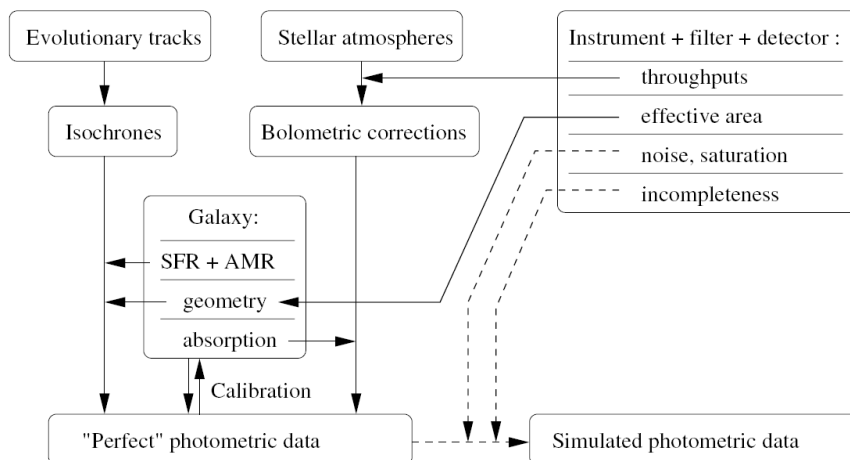 Evolutionary tracks
Stellar atmospheres
Instrument + filter + detector :
throughputs
effective area
noise, saturation
incompleteness
Isochrones
Bolometric corrections
Galaxy:
SFR + AMR
geometry
absorption
Calibration
"Perfect" photometric data
Simulated photometric data